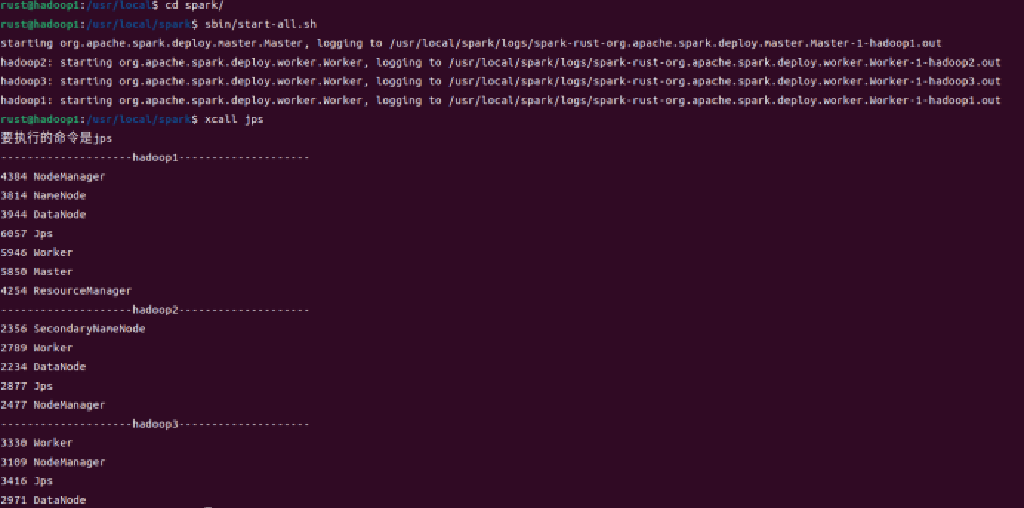 rust@hadoop1:/usr/local$ cd spark/
rust@hadoop1:/usr/local/spark$ sbin/start-all.sh
starting org.apache.spark.deploy.master.Master, logging to /usr/local/spark/logs/spark-rust-org.apache.spark.deploy.master.Master-1-hadoop1.out
hadoop2: starting org.apache.spark.deploy.worker.Worker, logging to /usr/local/spark/logs/spark-rust-org.apache.spark.deploy.worker.Worker-1-hadoop2.out
hadoop3: starting org.apache.spark.deploy.worker.Worker, logging to /usr/local/spark/logs/spark-rust-org.apache.spark.deploy.worker.Worker-1-hadoop3.out
hadoop1: starting org.apache.spark.deploy.worker.Worker, logging to /usr/local/spark/logs/spark-rust-org.apache.spark.deploy.worker.Worker-1-hadoop1.out
rust@hadoop1:/usr/local/spark$ xcall jps
要执行的命令是jps
--------------------hadoop1--------------------
4384 NodeManager
3814 NameNode
3944 DataNode
6057 Jps
5946 Worker
5850 Master
4254 ResourceManager
--------------------hadoop2--------------------
2356 SecondaryNameNode
2789 Worker
2234 DataNode
2877 Jps
2477 NodeManager
--------------------hadoop3--------------------
3330 Worker
3109 NodeManager
3416 Jps
2971 DataNode